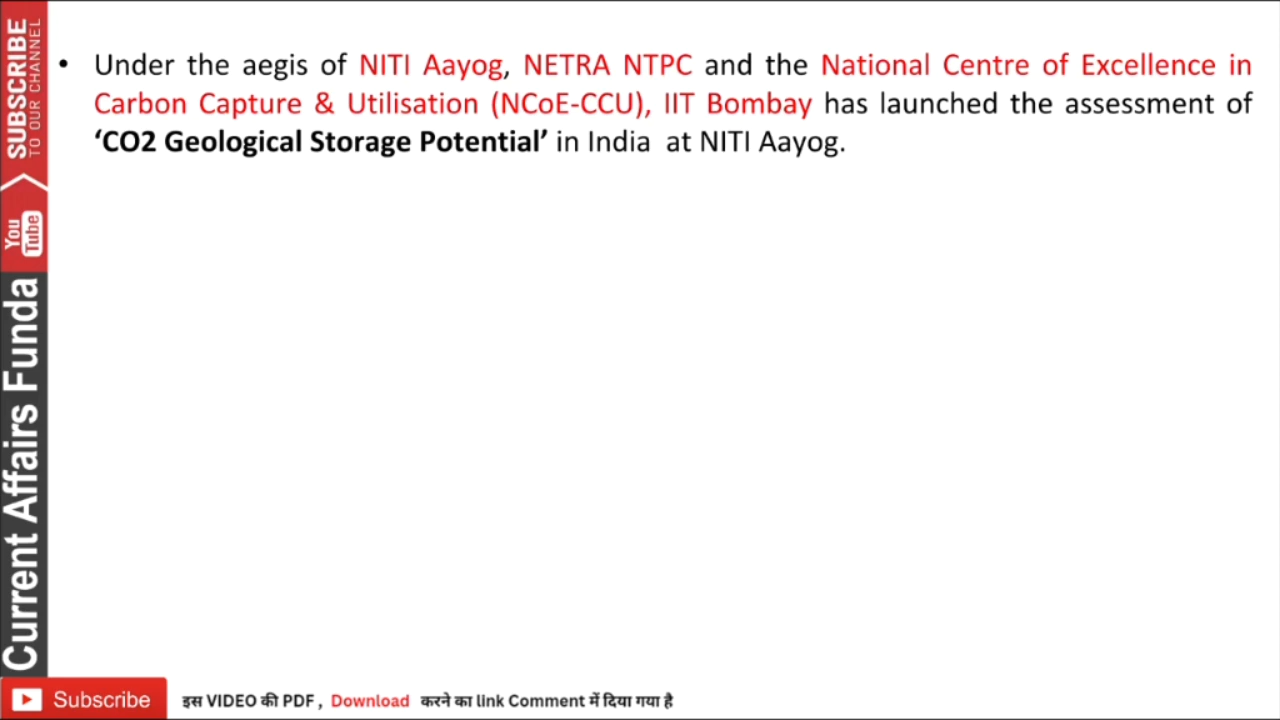 • Under the aegis of NITI Aayog, NETRA NTPC and the National Centre of Excellence in
Carbon Capture & Utilisation (NCoE-CCU), IIT Bombay has launched the assessment of
‘CO2 Geological Storage Potential’ in India at NITI Aayog.
SUBSCRIBE
TO OUR CHANNEL
You
Tube
Current Affairs Funda
Subscribe
इस VIDEO की PDF , Download करने का link Comment में दिया गया है